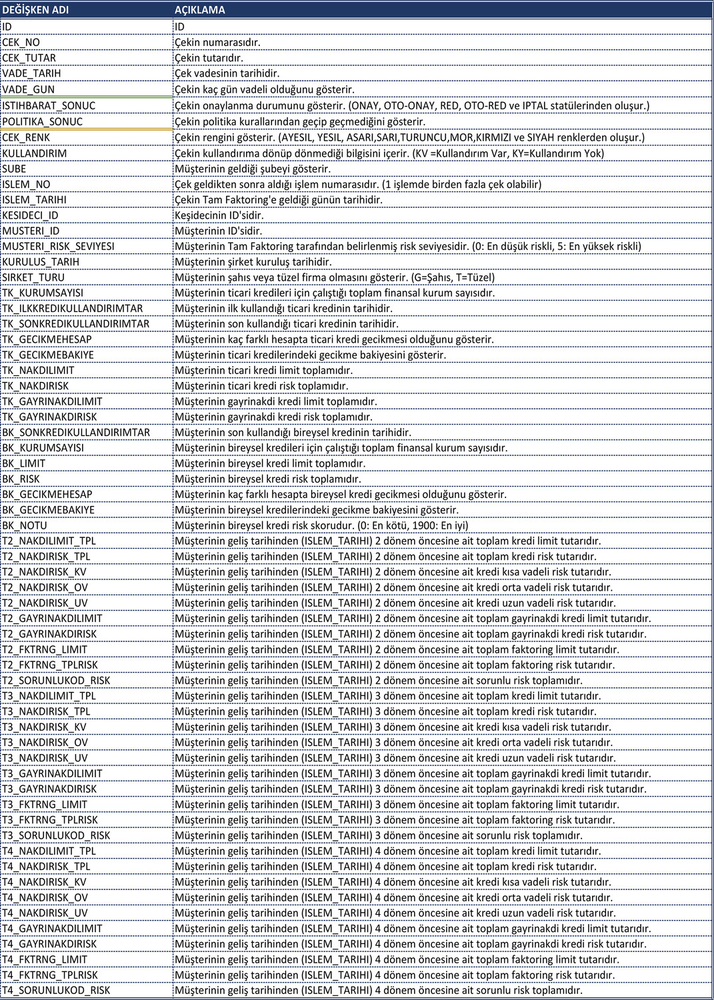 DEĞİŞKEN ADI AÇIKLAMA
ID ID
CEK_NO Çekin numarasıdır.
CEK_TUTAR Çekin tutarıdır.
VADE_TARIH Çek vadesinin tarihidir.
VADE_GUN Çekin kaç gün vadeli olduğunu gösterir.
ISTIHBARAT_SONUC Çekin onaylanma durumunu gösterir. (ONAY, OTO-ONAY, RED, OTO-RED ve IPTAL statülerinden oluşur.)
POLITIKA_SONUC Çekin politika kurallarından geçip geçmediğini gösterir.
CEK_RENK Çekin rengini gösterir. (AYESIL, YESIL, ASARI,SARI,TURUNCU,MOR,KIRMIZI ve SIYAH renklerden oluşur.)
KULLANDIRIM Çekin kullandırıma dönüp dönmediği bilgisini içerir. (KV =Kullandırım Var, KY=Kullandırım Yok)
SUBE Müşterinin geldiği şubeyi gösterir.
ISLEM_NO Çek geldikten sonra aldığı işlem numarasıdır. (1 işlemde birden fazla çek olabilir)
ISLEM_TARIHI Çekin Tam Faktoring'e geldiği günün tarihidir.
KESIDECI_ID Keşidecinin ID'sidir.
MUSTERI_ID Müşterinin ID'sidir.
MUSTERI_RISK_SEVIYESI Müşterinin Tam Faktoring tarafından belirlenmiş risk seviyesidir. (0: En düşük riskli, 5: En yüksek riskli)
KURULUS_TARIH Müşterinin şirket kuruluş tarihidir.
SIRKET_TURU Müşterinin şahıs veya tüzel firma olmasını gösterir. (G=Şahıs, T=Tüzel)
TK_KURUMSAYISI Müşterinin ticari kredileri için çalıştığı toplam finansal kurum sayısıdır.
TK_ILKKREDIKULLANDIRIMTAR Müşterinin ilk kullandığı ticari kredinin tarihidir.
TK_SONKREDIKULLANDIRIMTAR Müşterinin son kullandığı ticari kredinin tarihidir.
TK_GECIKMEHESAP Müşterinin kaç farklı hesapta ticari kredi gecikmesi olduğunu gösterir.
TK_GECIKMEBAKIYE Müşterinin ticari kredilerindeki gecikme bakiyesini gösterir.
TK_NAKDILIMIT Müşterinin ticari kredi limit toplamıdır.
TK_NAKDIRISK Müşterinin ticari kredi risk toplamıdır.
TK_GAYRINAKDILIMIT Müşterinin gayrinakdi kredi limit toplamıdır.
TK_GAYRINAKDIRISK Müşterinin gayrinakdi kredi risk toplamıdır.
BK_SONKREDIKULLANDIRIMTAR Müşterinin son kullandığı bireysel kredinin tarihidir.
BK_KURUMSAYISI Müşterinin bireysel kredileri için çalıştığı toplam finansal kurum sayısıdır.
BK_LIMIT Müşterinin bireysel kredi limit toplamıdır.
BK_RISK Müşterinin bireysel kredi risk toplamıdır.
BK_GECIKMEHESAP Müşterinin kaç farklı hesapta bireysel kredi gecikmesi olduğunu gösterir.
BK_GECIKMEBAKIYE Müşterinin bireysel kredilerindeki gecikme bakiyesini gösterir.
BK_NOTU Müşterinin bireysel kredi risk skorudur. (0: En kötü, 1900: En iyi)
T2_NAKDILIMIT_TPL Müşterinin geliş tarihinden (ISLEM_TARIHI) 2 dönem öncesine ait toplam kredi limit tutarıdır.
T2_NAKDIRISK_TPL Müşterinin geliş tarihinden (ISLEM_TARIHI) 2 dönem öncesine ait toplam kredi risk tutarıdır.
T2_NAKDIRISK_KV Müşterinin geliş tarihinden (ISLEM_TARIHI) 2 dönem öncesine ait kredi kısa vadeli risk tutarıdır.
T2_NAKDIRISK_OV Müşterinin geliş tarihinden (ISLEM_TARIHI) 2 dönem öncesine ait kredi orta vadeli risk tutarıdır.
T2_NAKDIRISK_UV Müşterinin geliş tarihinden (ISLEM_TARIHI) 2 dönem öncesine ait kredi uzun vadeli risk tutarıdır.
T2_GAYRINAKDILIMIT Müşterinin geliş tarihinden (ISLEM_TARIHI) 2 dönem öncesine ait toplam gayrinakdi kredi limit tutarıdır.
T2_GAYRINAKDIRISK Müşterinin geliş tarihinden (ISLEM_TARIHI) 2 dönem öncesine ait toplam gayrinakdi kredi risk tutarıdır.
T2_FKTRNG_LIMIT Müşterinin geliş tarihinden (ISLEM_TARIHI) 2 dönem öncesine ait toplam faktoring limit tutarıdır.
T2_FKTRNG_TPLRISK Müşterinin geliş tarihinden (ISLEM_TARIHI) 2 dönem öncesine ait toplam faktoring risk tutarıdır.
T2_SORUNLUKOD_RISK Müşterinin geliş tarihinden (ISLEM_TARIHI) 2 dönem öncesine ait sorunlu risk toplamıdır.
T3_NAKDILIMIT_TPL Müşterinin geliş tarihinden (ISLEM_TARIHI) 3 dönem öncesine ait toplam kredi limit tutarıdır.
T3_NAKDIRISK_TPL Müşterinin geliş tarihinden (ISLEM_TARIHI) 3 dönem öncesine ait toplam kredi risk tutarıdır.
T3_NAKDIRISK_KV Müşterinin geliş tarihinden (ISLEM_TARIHI) 3 dönem öncesine ait kredi kısa vadeli risk tutarıdır.
T3_NAKDIRISK_OV Müşterinin geliş tarihinden (ISLEM_TARIHI) 3 dönem öncesine ait kredi orta vadeli risk tutarıdır.
T3_NAKDIRISK_UV Müşterinin geliş tarihinden (ISLEM_TARIHI) 3 dönem öncesine ait kredi uzun vadeli risk tutarıdır.
T3_GAYRINAKDILIMIT Müşterinin geliş tarihinden (ISLEM_TARIHI) 3 dönem öncesine ait toplam gayrinakdi kredi limit tutarıdır.
T3_GAYRINAKDIRISK Müşterinin geliş tarihinden (ISLEM_TARIHI) 3 dönem öncesine ait toplam gayrinakdi kredi risk tutarıdır.
T3_FKTRNG_LIMIT Müşterinin geliş tarihinden (ISLEM_TARIHI) 3 dönem öncesine ait toplam faktoring limit tutarıdır.
T3_FKTRNG_TPLRISK Müşterinin geliş tarihinden (ISLEM_TARIHI) 3 dönem öncesine ait toplam faktoring risk tutarıdır.
T3_SORUNLUKOD_RISK Müşterinin geliş tarihinden (ISLEM_TARIHI) 3 dönem öncesine ait sorunlu risk toplamıdır.
T4_NAKDILIMIT_TPL Müşterinin geliş tarihinden (ISLEM_TARIHI) 4 dönem öncesine ait toplam kredi limit tutarıdır.
T4_NAKDIRISK_TPL Müşterinin geliş tarihinden (ISLEM_TARIHI) 4 dönem öncesine ait toplam kredi risk tutarıdır.
T4_NAKDIRISK_KV Müşterinin geliş tarihinden (ISLEM_TARIHI) 4 dönem öncesine ait kredi kısa vadeli risk tutarıdır.
T4_NAKDIRISK_OV Müşterinin geliş tarihinden (ISLEM_TARIHI) 4 dönem öncesine ait kredi orta vadeli risk tutarıdır.
T4_NAKDIRISK_UV Müşterinin geliş tarihinden (ISLEM_TARIHI) 4 dönem öncesine ait kredi uzun vadeli risk tutarıdır.
T4_GAYRINAKDILIMIT Müşterinin geliş tarihinden (ISLEM_TARIHI) 4 dönem öncesine ait toplam gayrinakdi kredi limit tutarıdır.
T4_GAYRINAKDIRISK Müşterinin geliş tarihinden (ISLEM_TARIHI) 4 dönem öncesine ait toplam gayrinakdi kredi risk tutarıdır.
T4_FKTRNG_LIMIT Müşterinin geliş tarihinden (ISLEM_TARIHI) 4 dönem öncesine ait toplam faktoring limit tutarıdır.
T4_FKTRNG_TPLRISK Müşterinin geliş tarihinden (ISLEM_TARIHI) 4 dönem öncesine ait toplam faktoring risk tutarıdır.
T4_SORUNLUKOD_RISK Müşterinin geliş tarihinden (ISLEM_TARIHI) 4 dönem öncesine ait sorunlu risk toplamıdır.